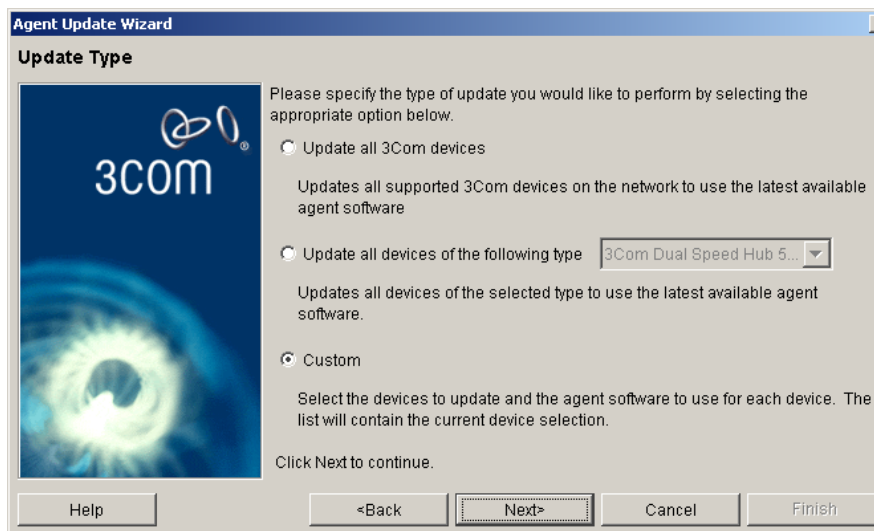 Agent Update Wizard
Update Type
3COM
®
Please specify the type of update you would like to perform by selecting the
appropriate option below.
Update all 3Com devices
Updates all supported 3Com devices on the network to use the latest available
agent software
Update all devices of the following type 3Com Dual Speed Hub 5...
Updates all devices of the selected type to use the latest available agent
software.
Custom
Select the devices to update and the agent software to use for each device. The
list will contain the current device selection.
Click Next to continue.
Help <Back Next> Cancel Finish